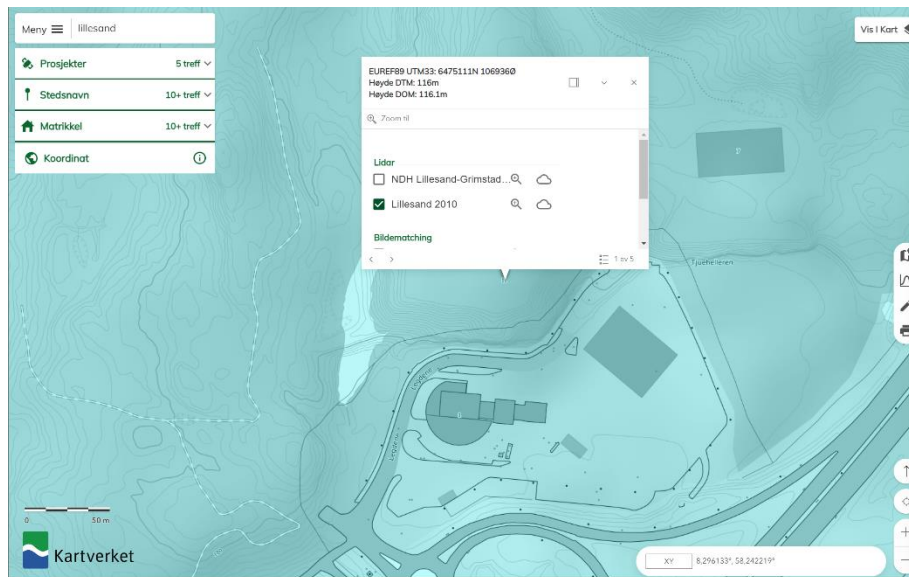 Meny
lillesand
Vis I Kart
Prosjekter
5 treff
Stedsnavn
10+ treff
Matrikkel
10+ treff
Koordinat
EUREF89 UTM33: 6475111N 106936Ø
Høyde DTM: 116m
Høyde DOM: 116.1m
Zoom til
Lidar
NDH Lillesand-Grimstad...
Lillesand 2010
Bildematching
1 av 5
0
50 m
Kartverket
XY
8,296133°, 58,242219°